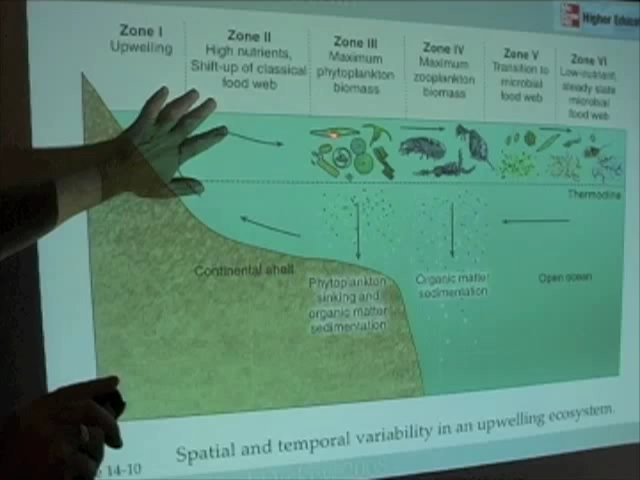 Higher Educa
Zone I
Upwelling
Zone II
High nutrients,
Shift-up of classical
food web
Zone III
Maximum
phytoplankton
biomass
Zone IV
Maximum
zooplankton
biomass
Zone V
Transition to
microbial
food web
Zone VI
Low-nutrient,
steady state
microbial
food web
Thermocline
Continental shelf
Phytoplankton
sinking and
organic matter
sedimentation
Organic matter
sedimentation
Open ocean
14-10
Spatial and temporal variability in an upwelling ecosystem.